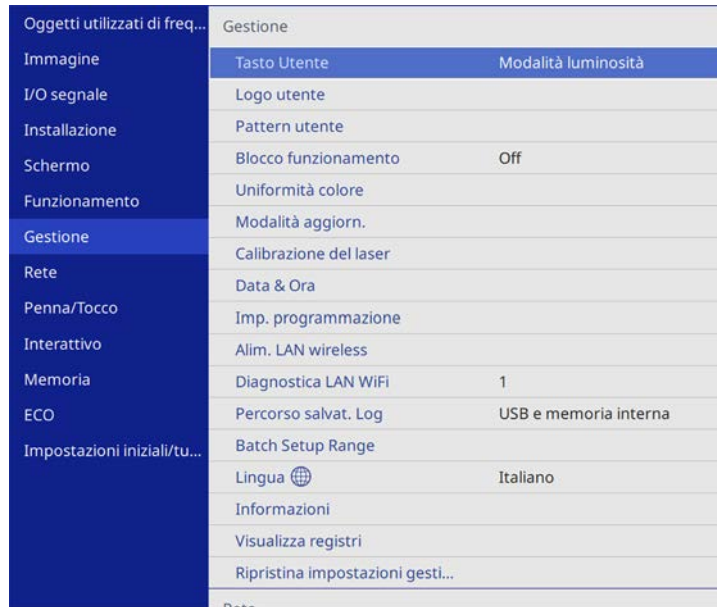 Oggetti utilizzati di freq...
Immagine
I/O segnale
Installazione
Schermo
Funzionamento
Gestione
Rete
Penna/Tocco
Interattivo
Memoria
ECO
Impostazioni iniziali/tu...
Gestione
Tasto Utente Modalità luminosità
Logo utente
Pattern utente
Blocco funzionamento Off
Uniformità colore
Modalità aggiorn.
Calibrazione del laser
Data & Ora
Imp. programmazione
Alim. LAN wireless
Diagnostica LAN WiFi 1
Percorso salvat. Log USB e memoria interna
Batch Setup Range
Lingua Italiano
Informazioni
Visualizza registri
Ripristina impostazioni gesti...